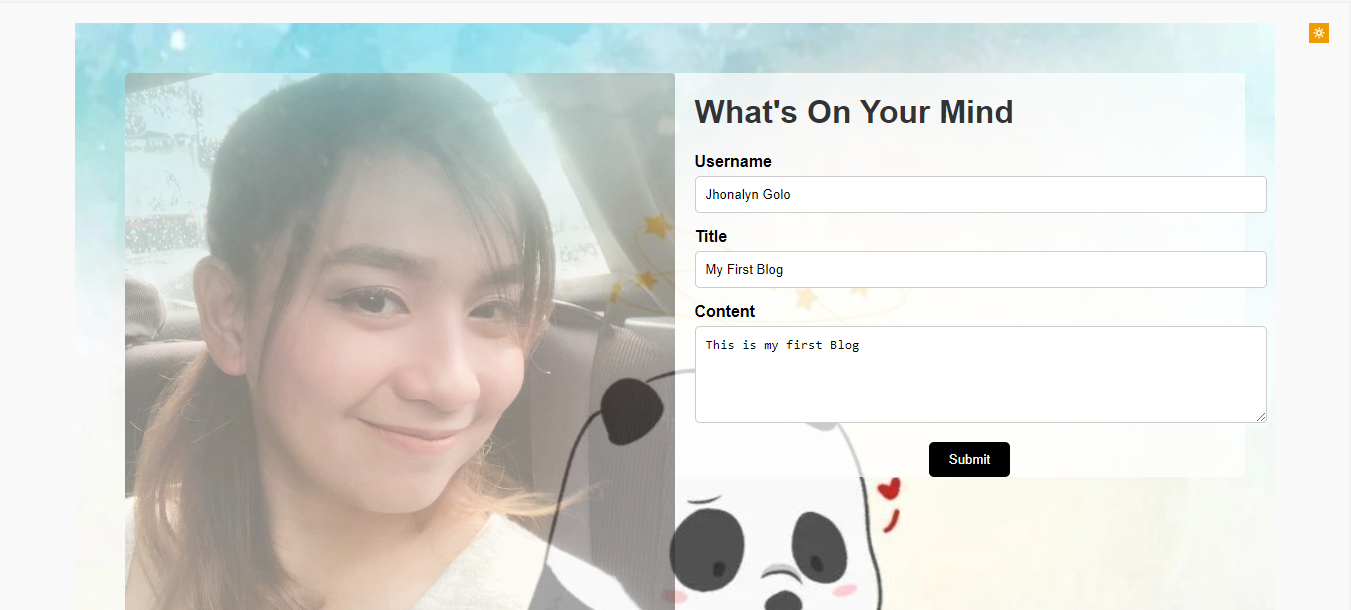 What's On Your Mind
Username
Jhonalyn Golo
Title
My First Blog
Content
This is my first Blog
Submit